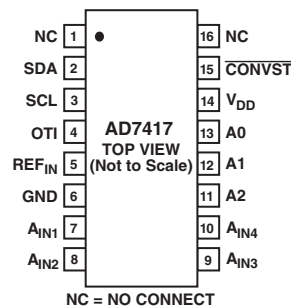 NC 1 16 NC
SDA 2 15 CONVST
SCL 3 14 VDD
OTI 4 AD7417 13 A0
TOP VIEW
REFIN 5 (Not to Scale) 12 A1
GND 6 11 A2
AIN1 7 10 AIN4
AIN2 8 9 AIN3
NC = NO CONNECT